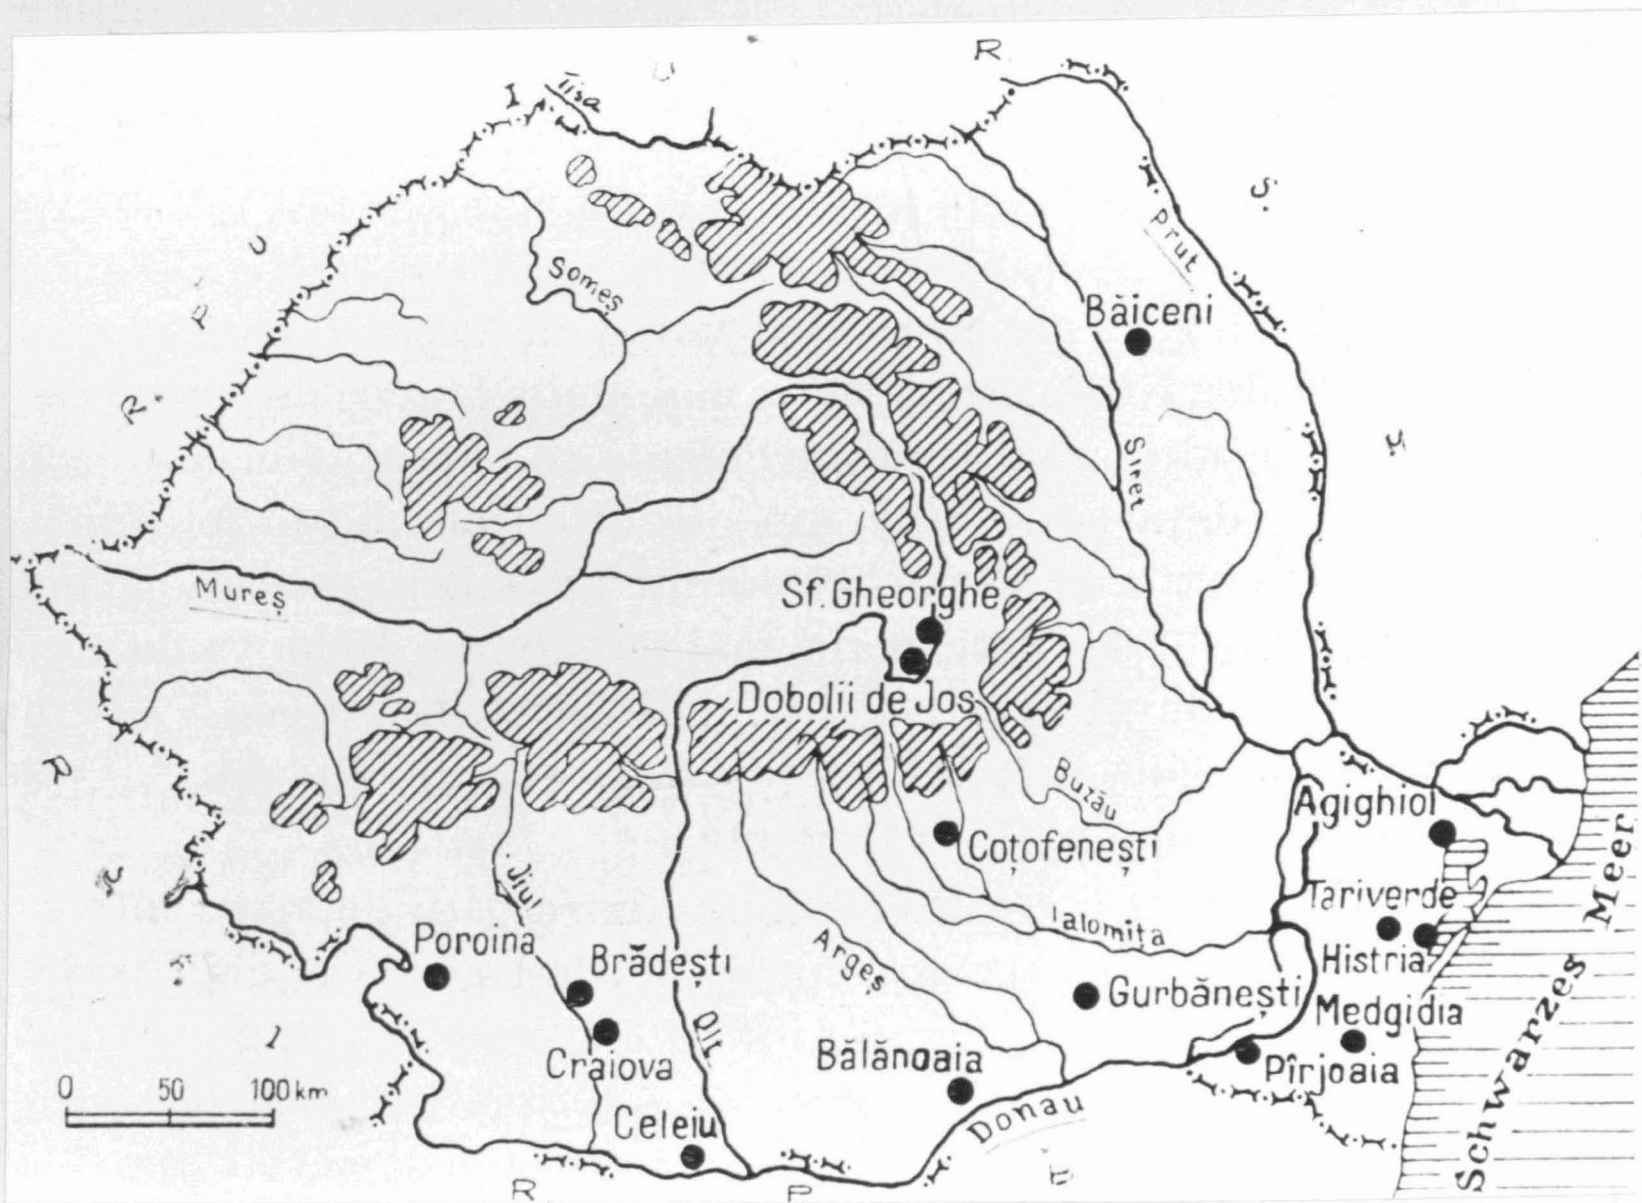 R
U
I
Tisa
S.
U
Prut
P
Someș
Băiceni
R.
Siret
Mureș
Sf. Gheorghe
Dobolii de Jos
R
Buzău
Agighiol
Coțofenești
Jiul
Tariverde
Ialomița
Poroina
Argeș
Brădești
Histria
Gurbănești
Medgidia
Olt
I
Bălănoaia
Craiova
Pîrjoaia
0 50 100 km
Celeiu
Donau
Schwarzes Meer
R
P